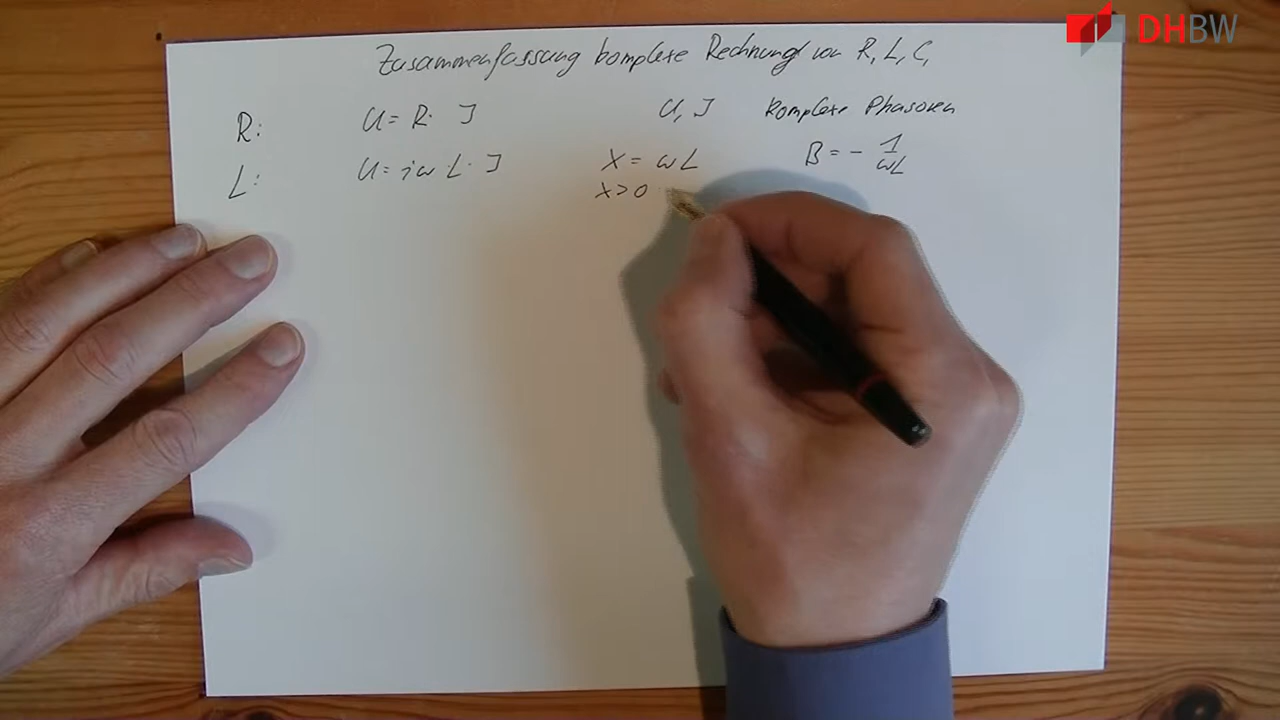 DHBW
Zusammenfassung komplexe Rechnung von R, L, C,
R: U = R · I U, I komplexe Phasoren
L: U = jω L · I X = ωL B = - 1/ωL
X > 0